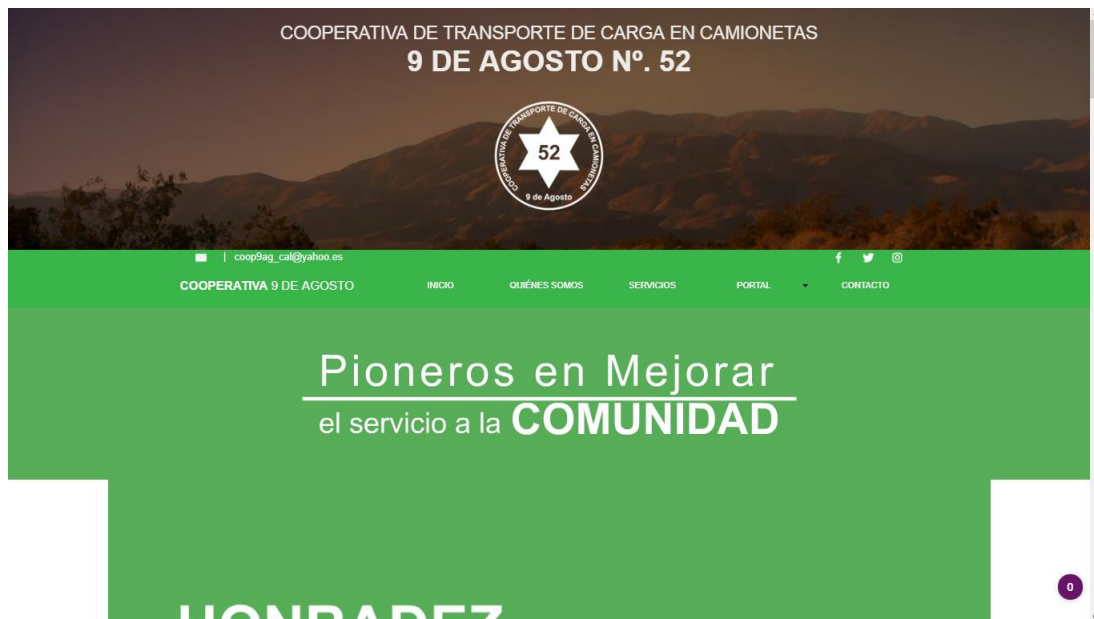 COOPERATIVA DE TRANSPORTE DE CARGA EN CAMIONETAS
9 DE AGOSTO Nº. 52
COOPERATIVA DE TRANSPORTE DE CARGA EN CAMIONETAS
52
9 de Agosto
| coop9ag_cal@yahoo.es
COOPERATIVA 9 DE AGOSTO INICIO QUIÉNES SOMOS SERVICIOS PORTAL CONTACTO
Pioneros en Mejorar
el servicio a la COMUNIDAD
0
HONRADEZ